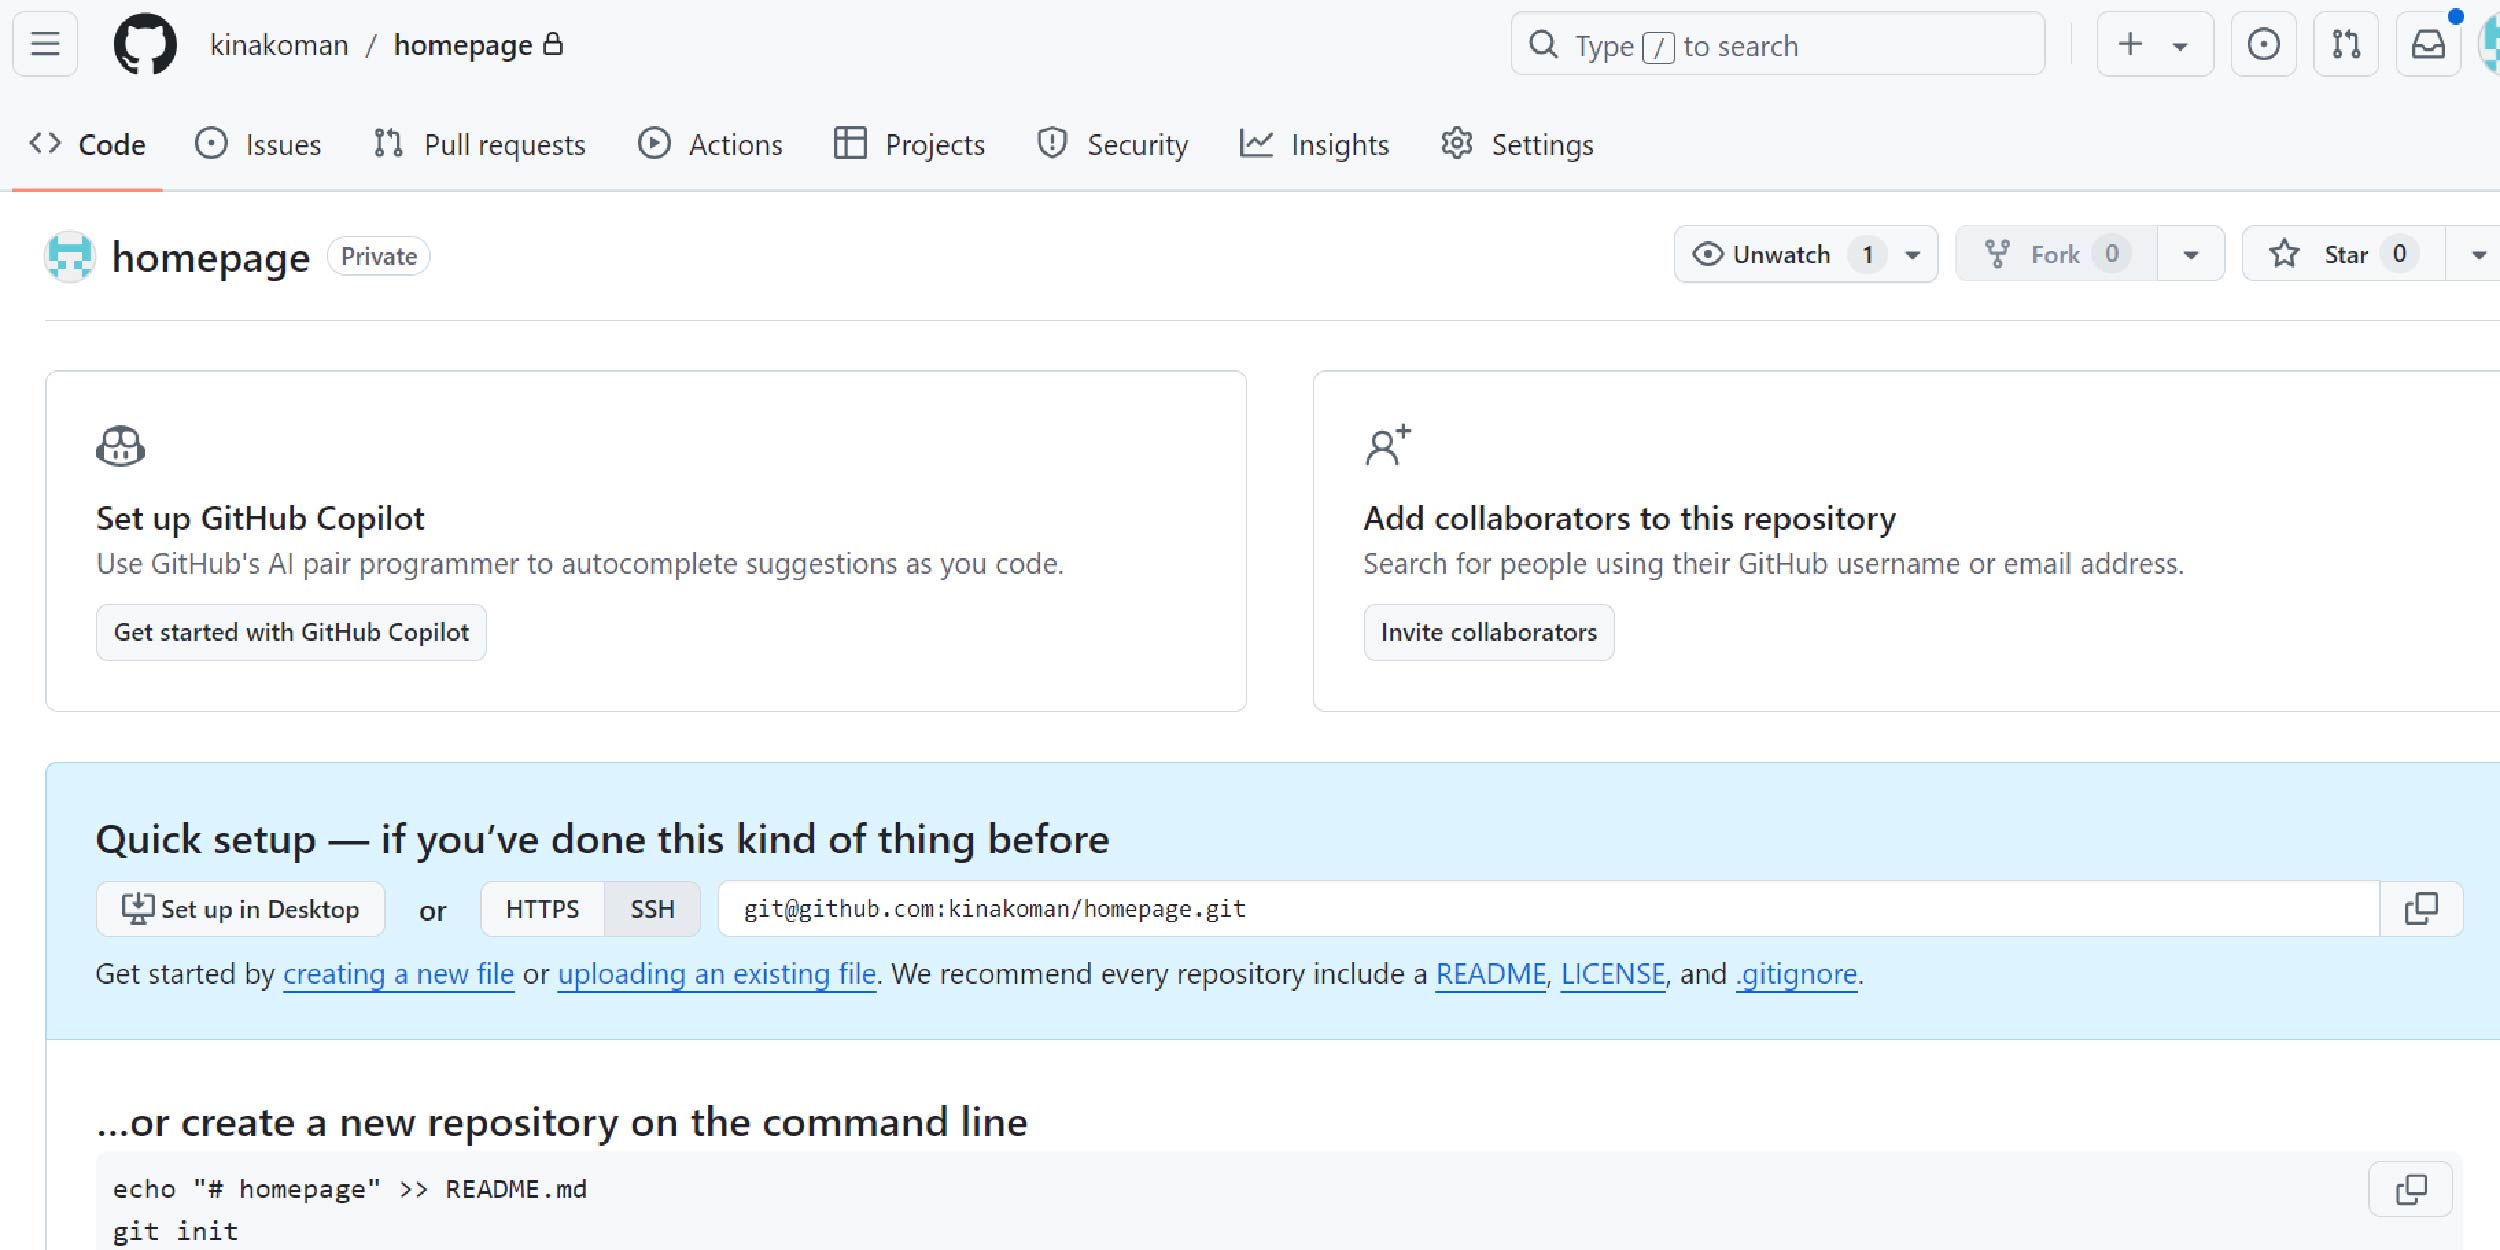 kinakoman / homepage
Type / to search
Code Issues Pull requests Actions Projects Security Insights Settings
homepage Private
Unwatch 1 Fork 0 Star 0
Set up GitHub Copilot
Use GitHub's AI pair programmer to autocomplete suggestions as you code.
Get started with GitHub Copilot
Add collaborators to this repository
Search for people using their GitHub username or email address.
Invite collaborators
Quick setup — if you’ve done this kind of thing before
Set up in Desktop or HTTPS SSH git@github.com:kinakoman/homepage.git
Get started by creating a new file or uploading an existing file. We recommend every repository include a README, LICENSE, and .gitignore.
…or create a new repository on the command line
echo "# homepage" >> README.md
git init